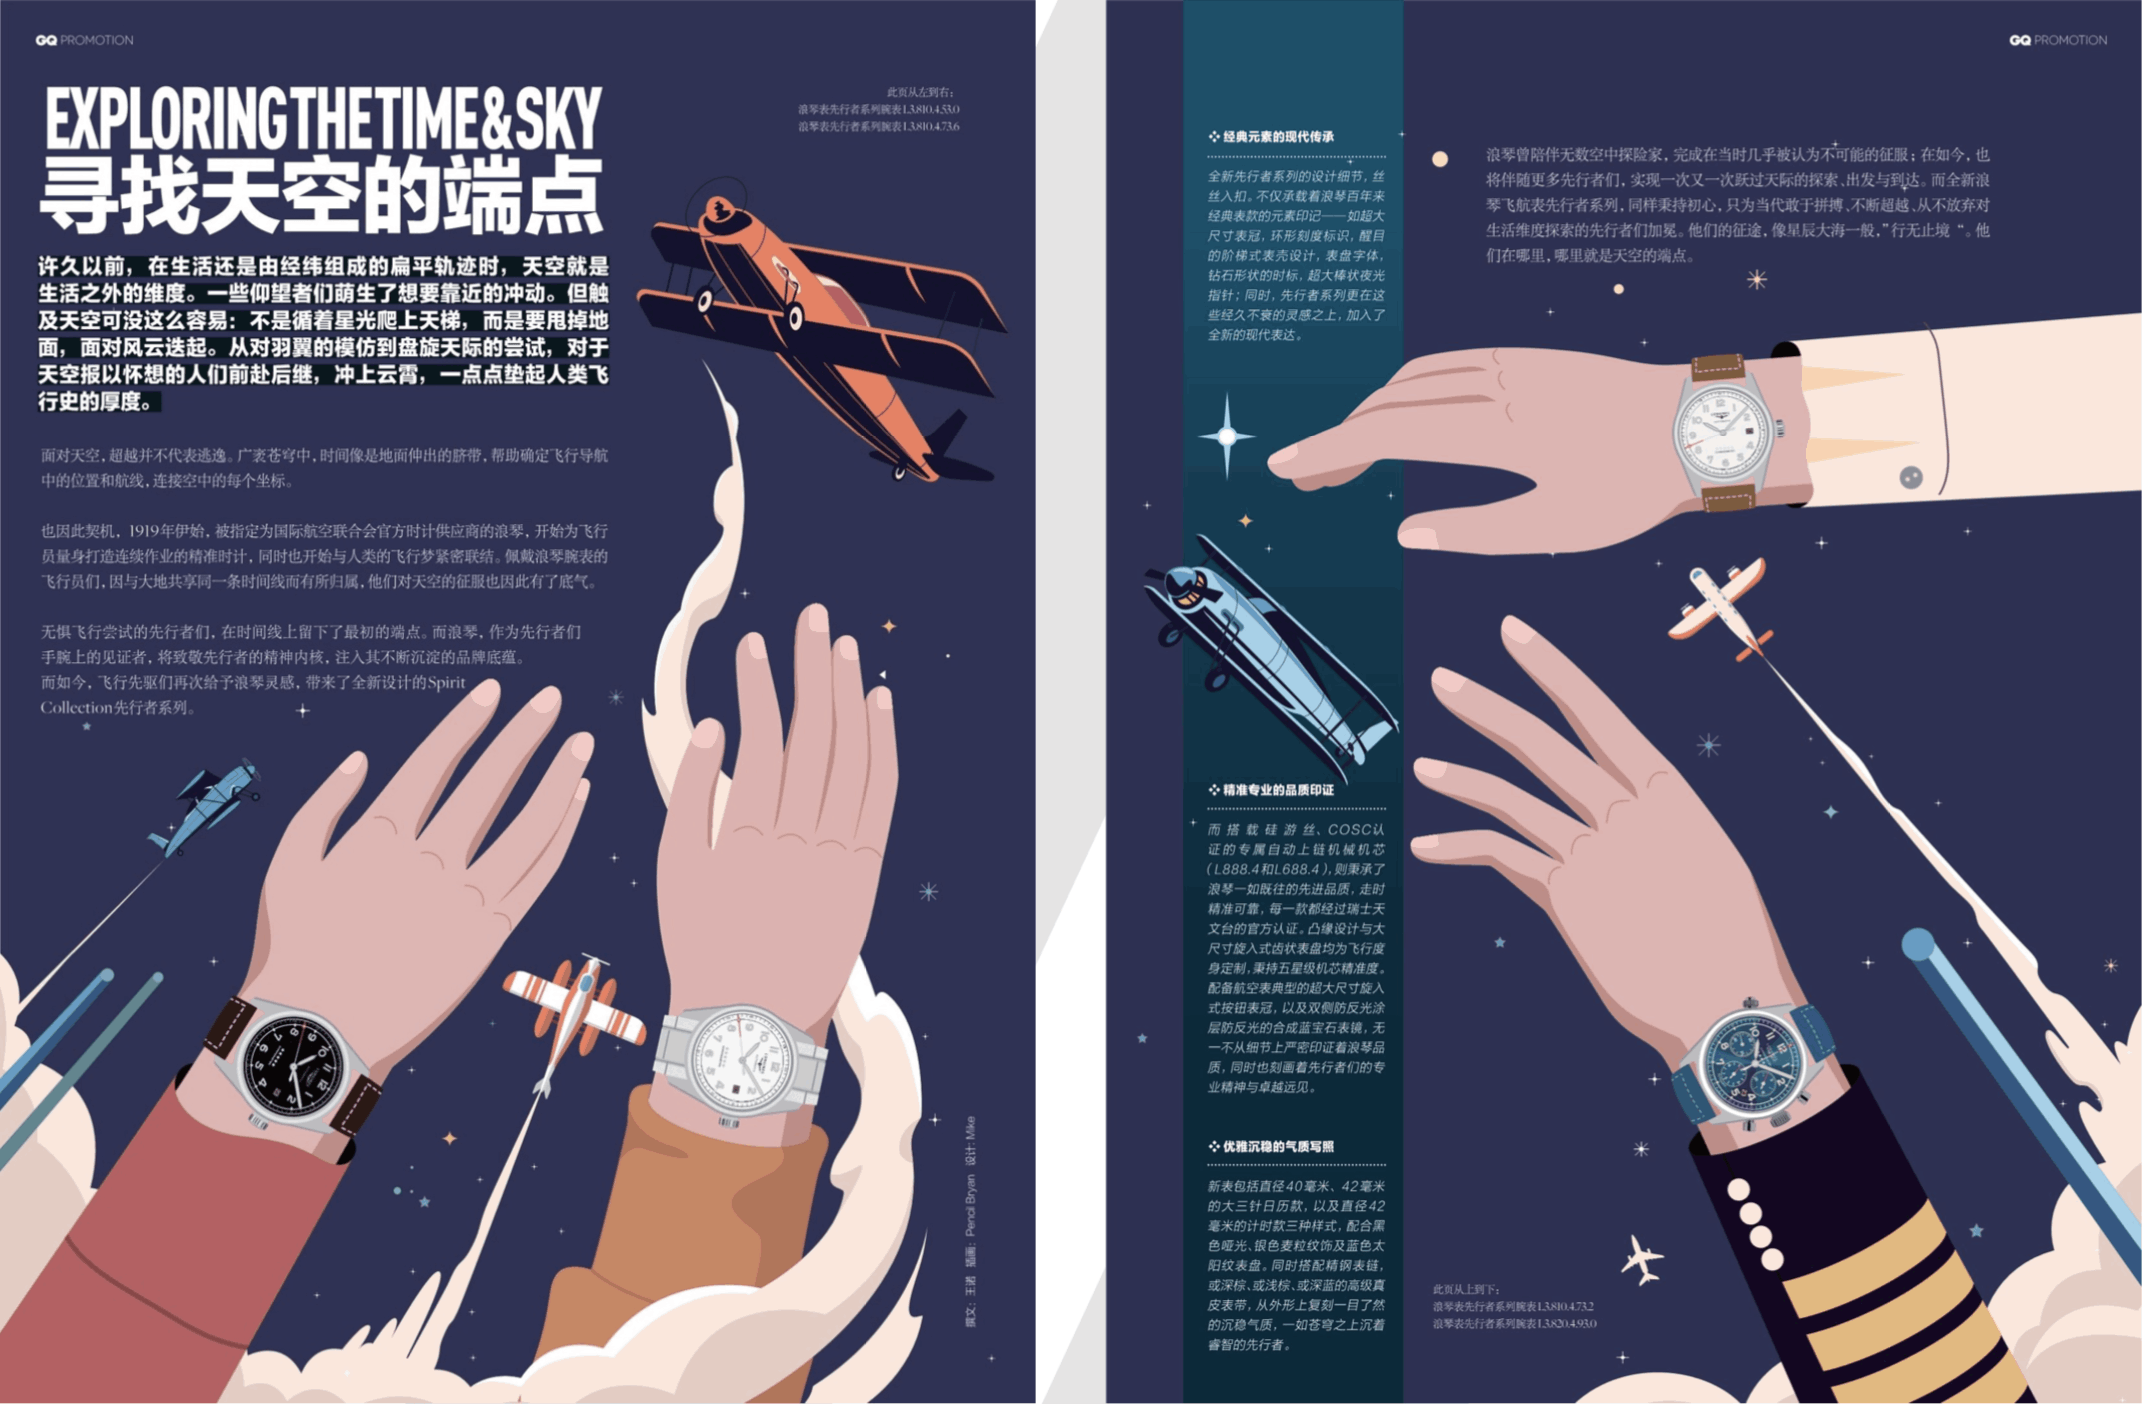 GQ PROMOTION
EXPLORING THE TIME & SKY
寻找天空的端点
许久以前，在生活还是由经纬组成的扁平轨迹时，天空就是
生活之外的维度。一些仰望者们萌生了想要靠近的冲动。但触
及天空可没这么容易：不是循着星光爬上天梯，而是要甩掉地
面，面对风云迭起。从对羽翼的模仿到盘旋天际的尝试，对于
天空报以怀想的人们前赴后继，冲上云霄，一点点垫起人类飞
行史的厚度。
面对天空，超越并不代表逃逸。广袤苍穹中，时间像是地面伸出的脐带，帮助确定飞行导航
中的位置和航线，连接空中的每个坐标。
也因此契机，1919年伊始，被指定为国际航空联合会官方时计供应商的浪琴，开始为飞行
员量身打造连续作业的精准时计，同时也开始与人类的飞行梦紧密联结。佩戴浪琴腕表的
飞行员们，因与大地共享同一条时间线而有所归属，他们对天空的征服也因此有了底气。
无惧飞行尝试的先行者们，在时间线上留下了最初的端点。而浪琴，作为先行者们
手腕上的见证者，将致敬先行者的精神内核，注入其不断沉淀的品牌底蕴。
而如今，飞行先驱们再次给予浪琴灵感，带来了全新设计的Spirit
Collection先行者系列。
此页从左到右：
浪琴表先行者系列腕表L3.810.4.53.0
浪琴表先行者系列腕表L3.810.4.73.6
撰文：王诺 插画：Pencil Bryan 设计：Mike
GQ PROMOTION
经典元素的现代传承
全新先行者系列的设计细节，丝
丝入扣。不仅承载着浪琴百年来
经典表款的元素印记——如超大
尺寸表冠，环形刻度标识，醒目
的阶梯式表壳设计，表盘字体，
钻石形状的时标，超大棒状夜光
指针；同时，先行者系列更在这
些经久不衰的灵感之上，加入了
全新的现代表达。
精准专业的品质印证
而搭载硅游丝、COSC认
证的专属自动上链机械机芯
（L888.4和L688.4），则秉承了
浪琴一如既往的先进品质，走时
精准可靠，每一款都经过瑞士天
文台的官方认证。凸缘设计与大
尺寸旋入式齿状表盘均为飞行度
身定制，秉持五星级机芯精准度。
配备航空表典型的超大尺寸旋入
式按钮表冠，以及双侧防反光涂
层防反光的合成蓝宝石表镜，无
一不从细节上严密印证着浪琴品
质，同时也刻画着先行者们的专
业精神与卓越远见。
优雅沉稳的气质写照
新表包括直径40毫米、42毫米
的大三针日历款，以及直径42
毫米的计时款三种样式，配合黑
色哑光、银色麦粒纹饰及蓝色太
阳纹表盘。同时搭配精钢表链，
或深棕、或浅棕、或深蓝的高级真
皮表带，从外形上复刻一目了然
的沉稳气质，一如苍穹之上沉着
睿智的先行者。
浪琴曾陪伴无数空中探险家，完成在当时几乎被认为不可能的征服；在如今，也
将伴随更多先行者们，实现一次又一次跃过天际的探索、出发与到达。而全新浪
琴飞航表先行者系列，同样秉持初心，只为当代敢于拼搏、不断超越、从不放弃对
生活维度探索的先行者们加冕。他们的征途，像星辰大海一般，”行无止境“。他
们在哪里，哪里就是天空的端点。
此页从上到下：
浪琴表先行者系列腕表L3.810.4.73.2
浪琴表先行者系列腕表L3.820.4.93.0